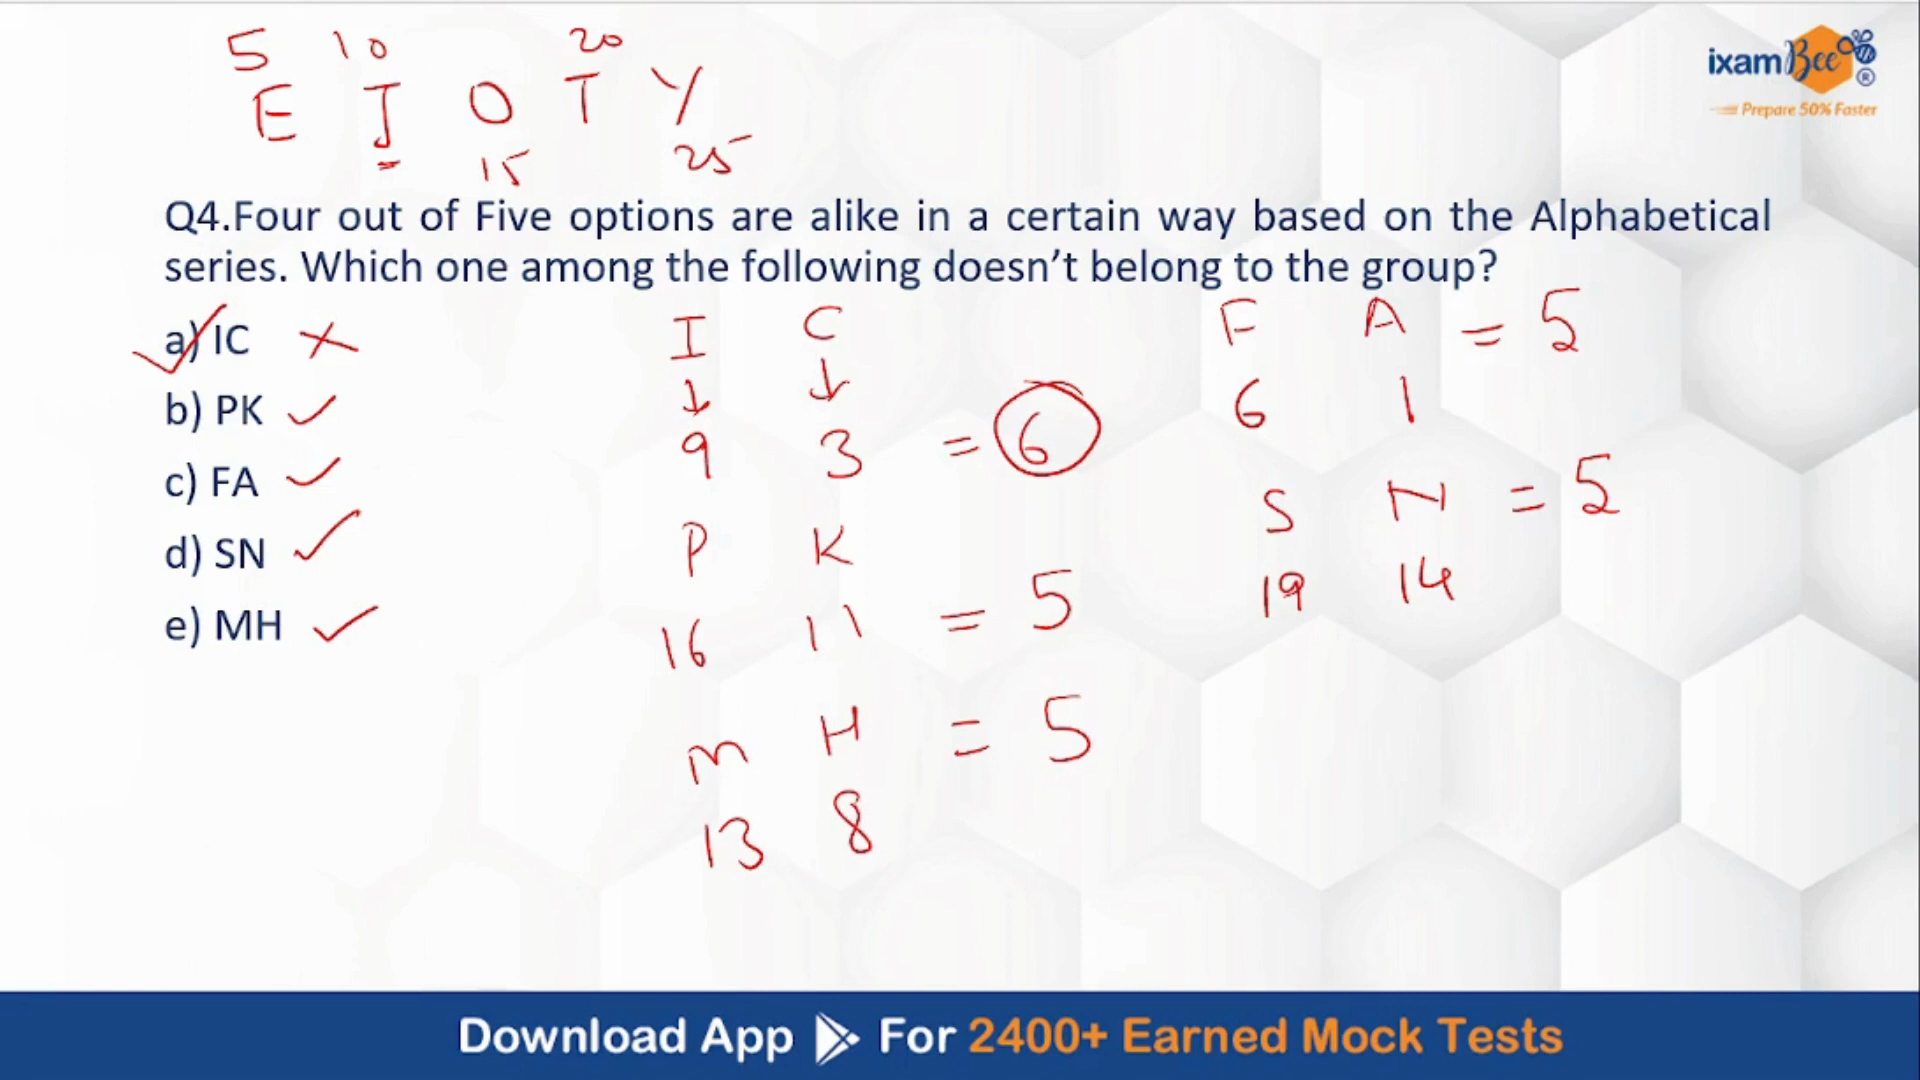 5 10 20
E J O T Y
15 25
ixamBee®
Prepare 50% Faster
Q4.Four out of Five options are alike in a certain way based on the Alphabetical
series. Which one among the following doesn't belong to the group?
a) IC
b) PK
c) FA
d) SN
e) MH
I C
9 3 = 6
P K
16 11 = 5
M H = 5
13 8
F A = 5
6 1
S N = 5
19 14
Download App For 2400+ Earned Mock Tests